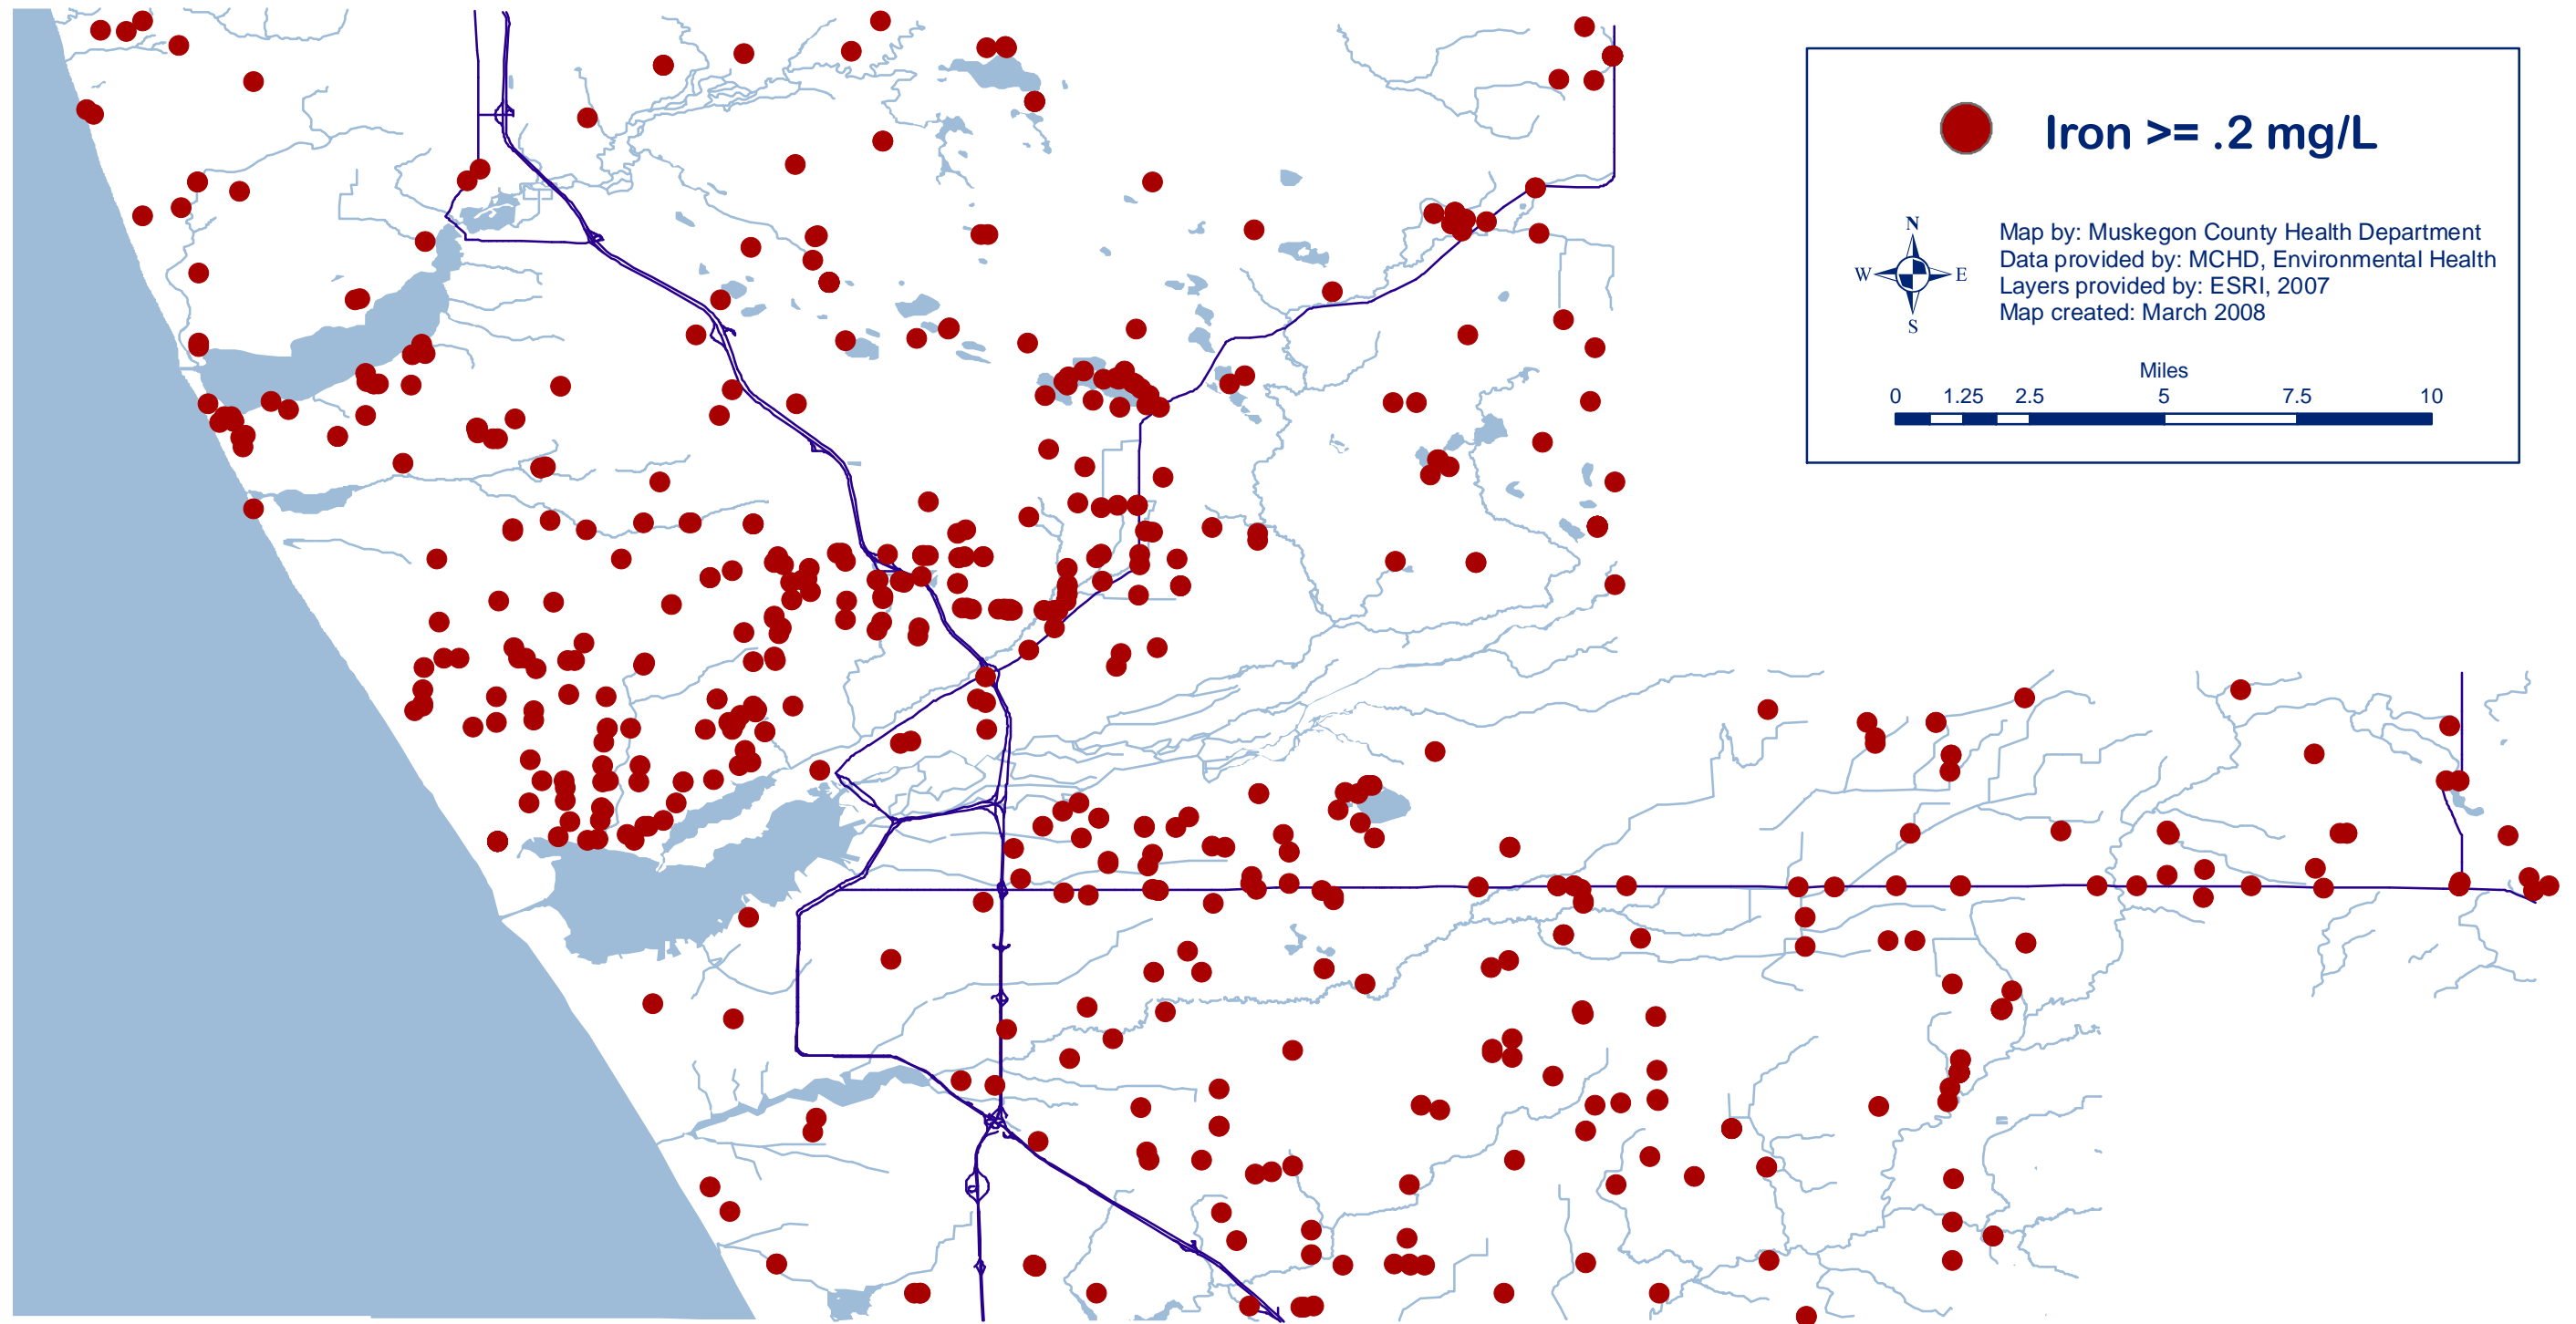 Iron >= .2 mg/L
N
W E
S
Map by: Muskegon County Health Department
Data provided by: MCHD, Environmental Health
Layers provided by: ESRI, 2007
Map created: March 2008
Miles
0 1.25 2.5 5 7.5 10